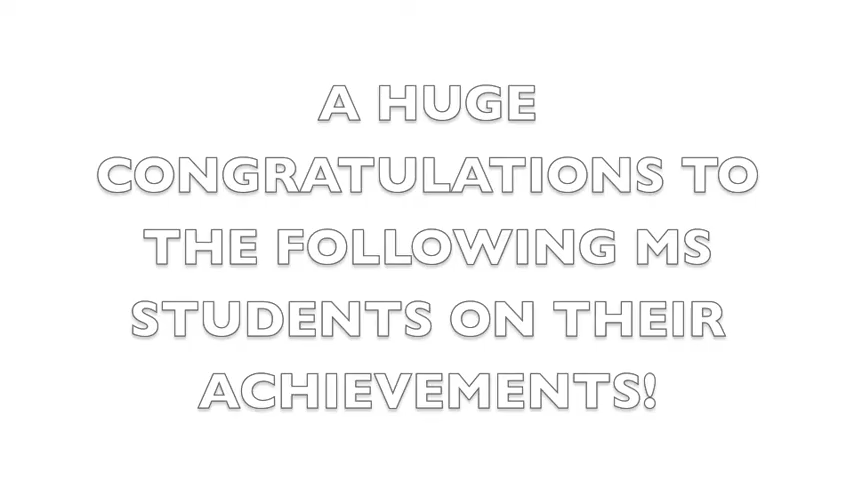 A HUGE
CONGRATULATIONS TO
THE FOLLOWING MS
STUDENTS ON THEIR
ACHIEVEMENTS!